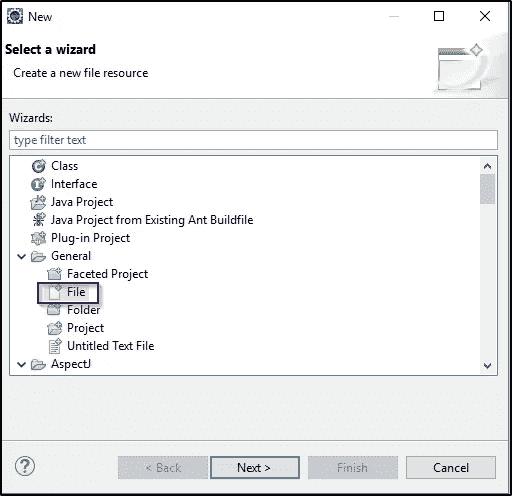 New
Select a wizard
Create a new file resource
Wizards:
type filter text
Class
Interface
Java Project
Java Project from Existing Ant Buildfile
Plug-in Project
General
Faceted Project
File
Folder
Project
Untitled Text File
AspectJ
< Back Next > Finish Cancel